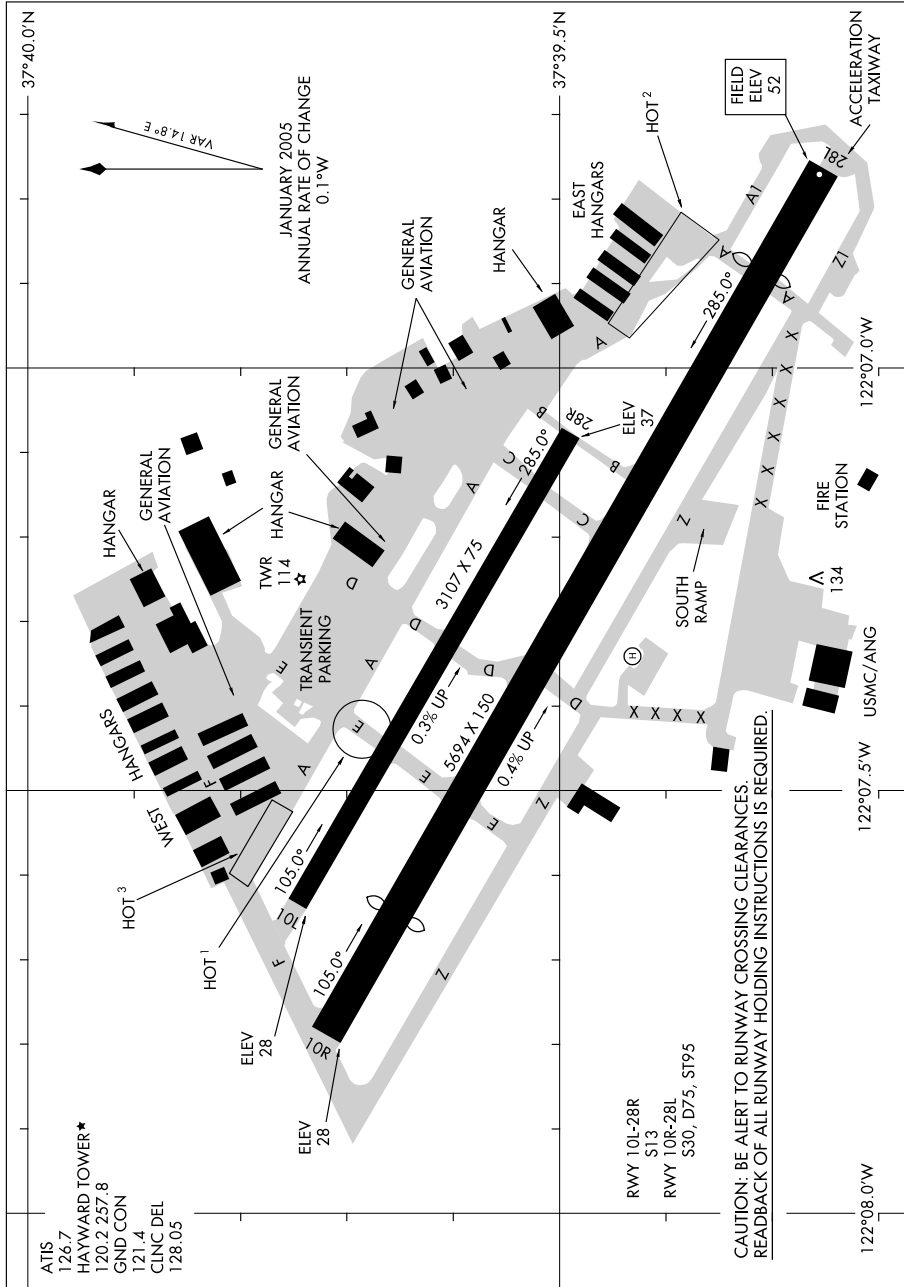 ATIS
126.7
HAYWARD TOWER★
120.2 257.8
GND CON
121.4
CLNC DEL
128.05
37°40.0'N
JANUARY 2005
ANNUAL RATE OF CHANGE
0.1°W
VAR 14.8°E
HANGAR
GENERAL
AVIATION
HANGAR
GENERAL
AVIATION
GENERAL
AVIATION
HANGAR
EAST
HANGARS
37°39.5'N
HOT 2
FIELD
ELEV
52
ACCELERATION
TAXIWAY
28L
A1
Z1
A
A
A
285.0°
WEST
HANGARS
TWR
114
TRANSIENT
PARKING
HOT 3
HOT 1
F
A
E
A
D
A
E
D
C
B
28R
ELEV
37
285.0°
3107 X 75
0.3% UP
105.0°
10L
F
ELEV
28
10R
ELEV
28
105.0°
5694 X 150
0.4% UP
E
E
D
D
C
B
Z
Z
Z
SOUTH
RAMP
H
X X X X
X X X X X X
134
FIRE
STATION
USMC/ANG
RWY 10L-28R
S13
RWY 10R-28L
S30, D75, ST95
CAUTION: BE ALERT TO RUNWAY CROSSING CLEARANCES.
READBACK OF ALL RUNWAY HOLDING INSTRUCTIONS IS REQUIRED.
122°08.0'W
122°07.5'W
122°07.0'W